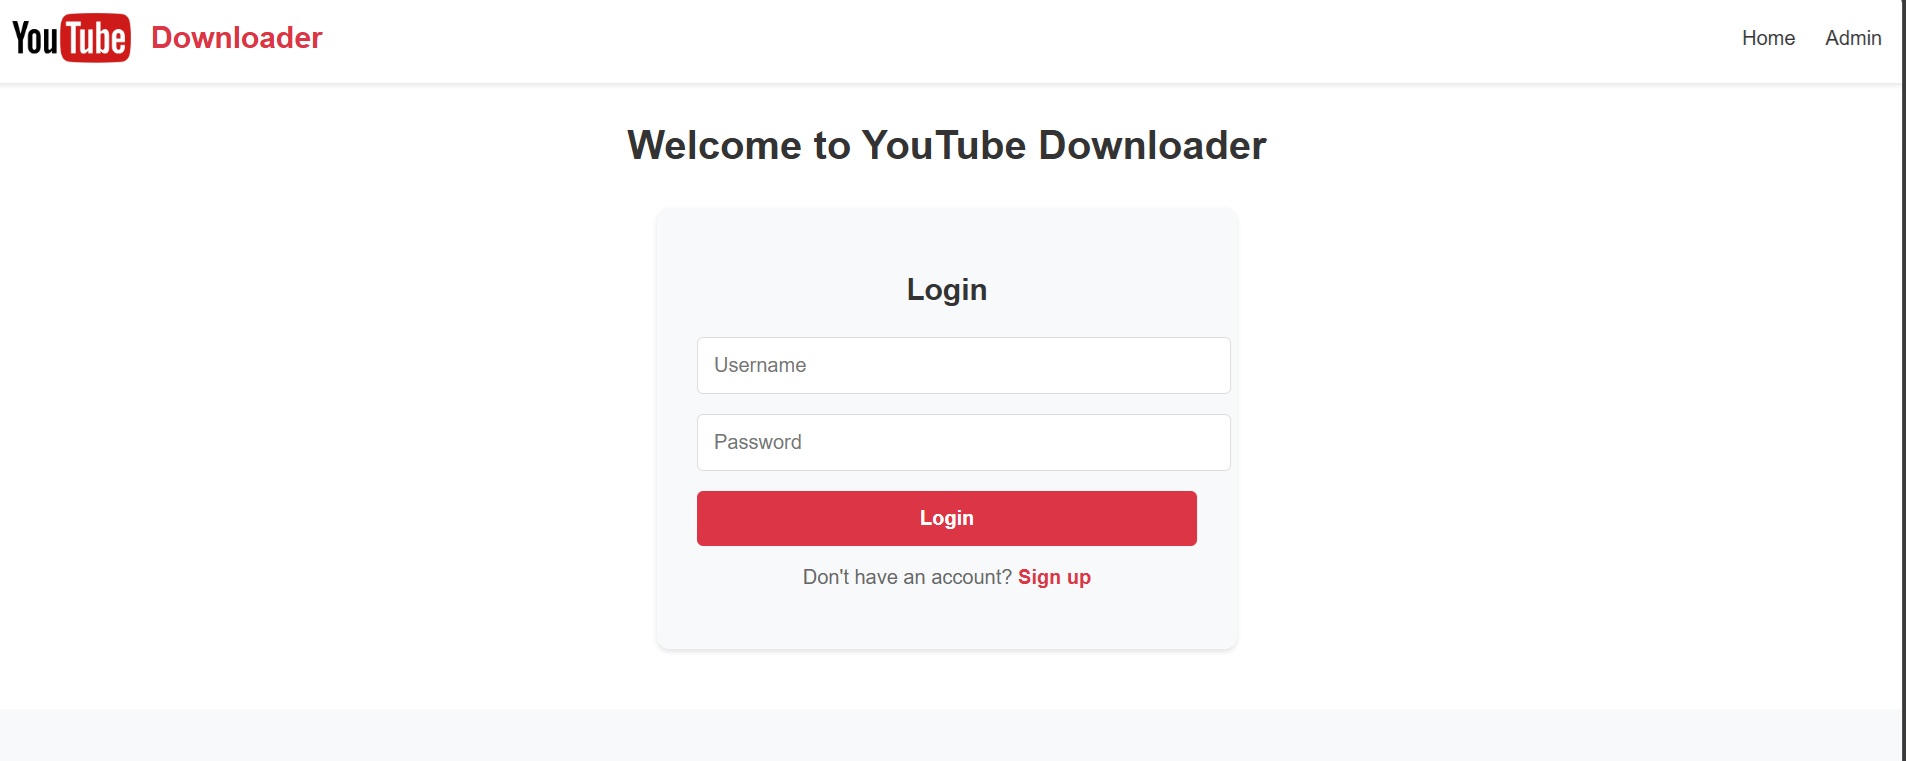 YouTube Downloader Home Admin
Welcome to YouTube Downloader
Login
Username
Password
Login
Don't have an account? Sign up